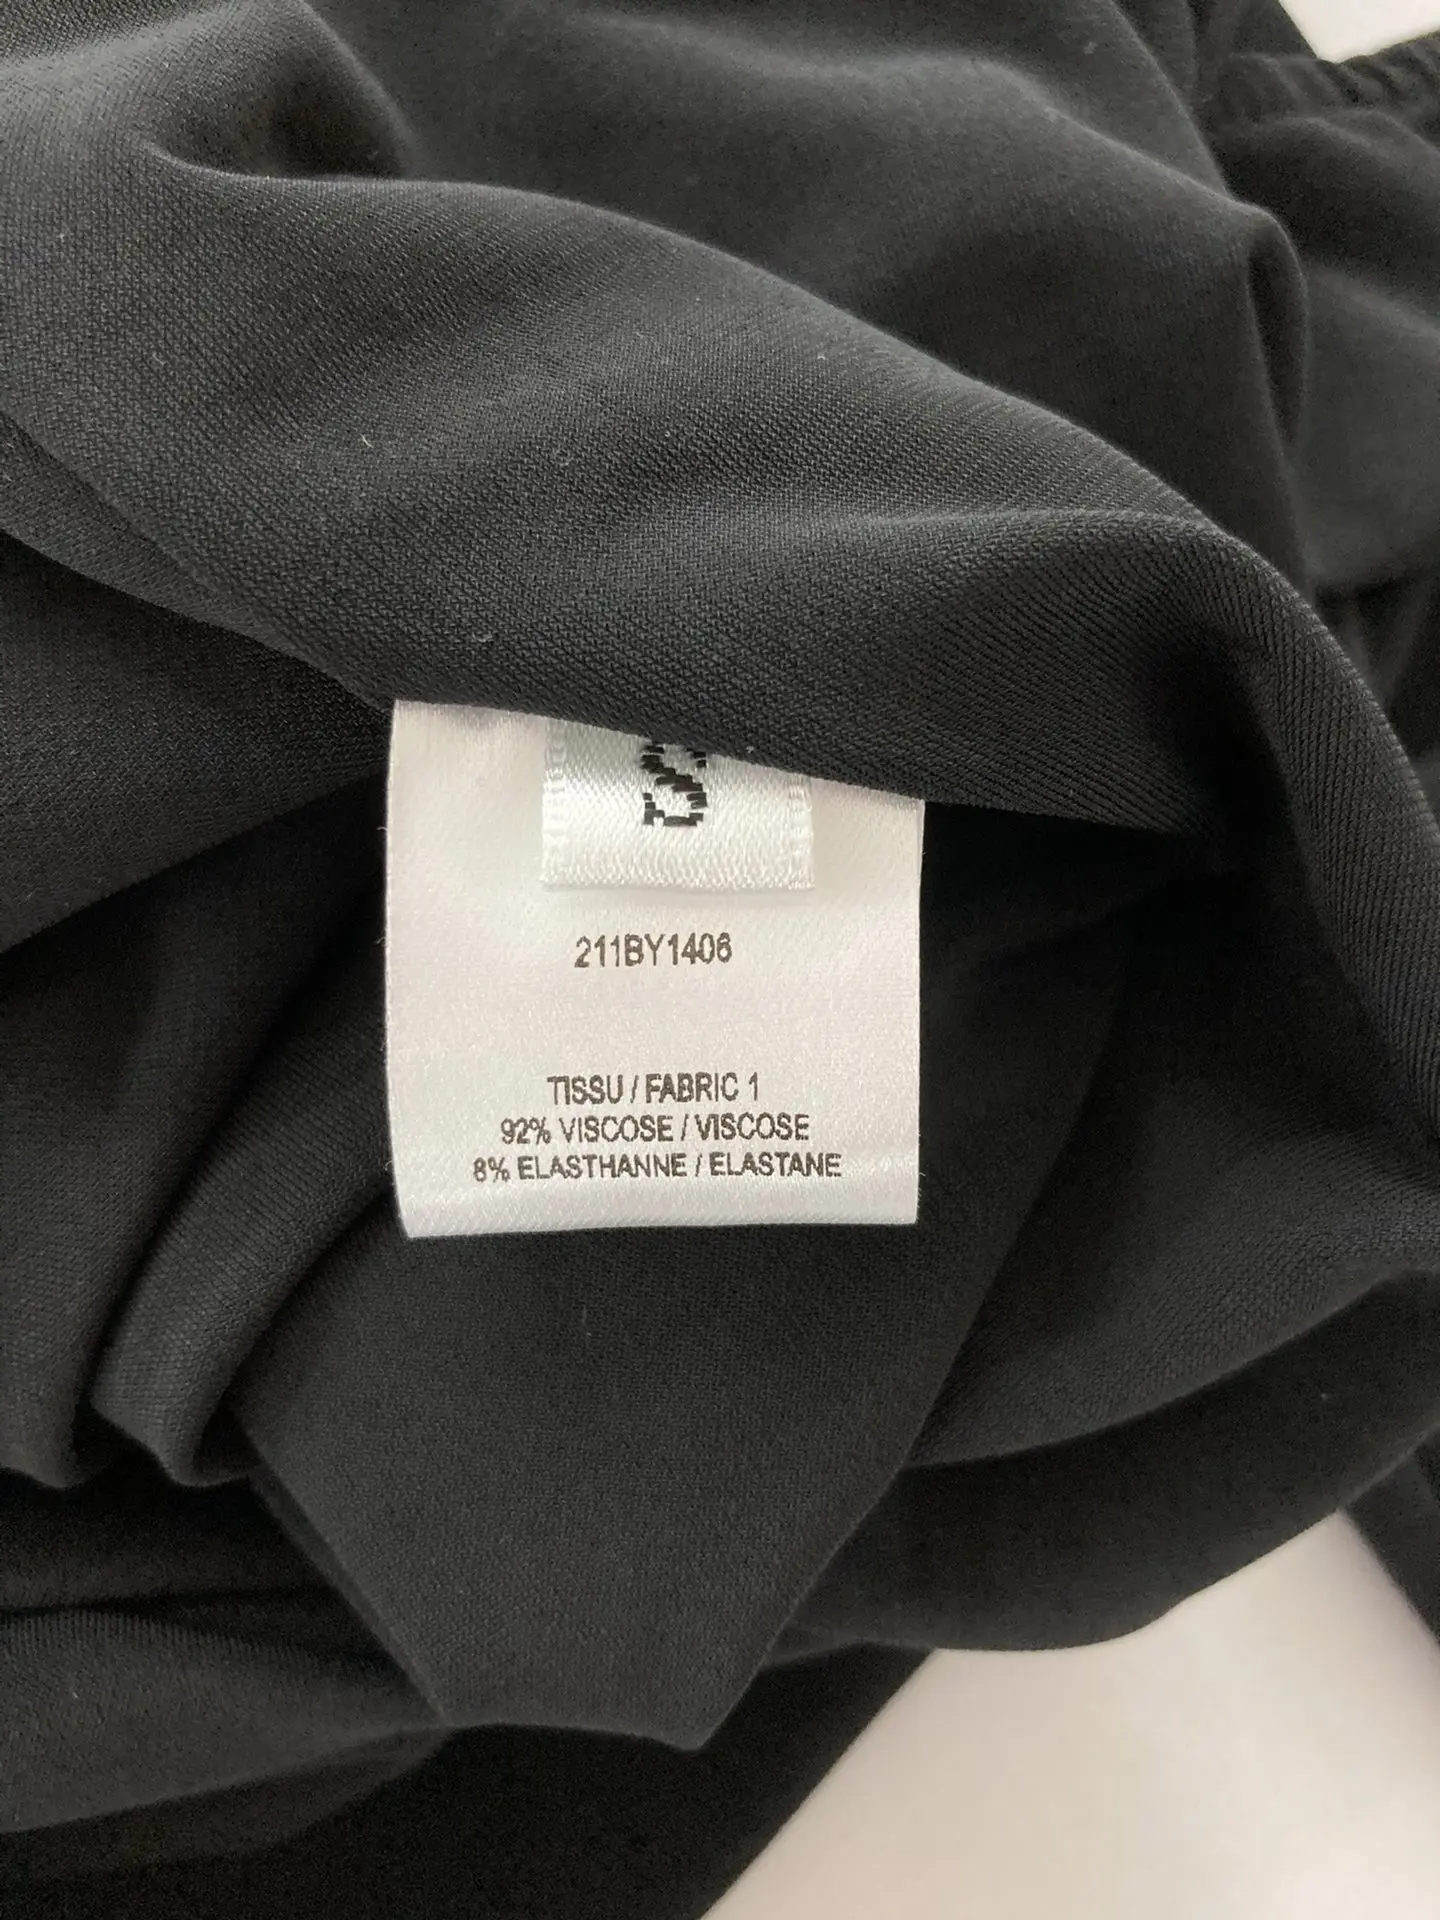 211BY1406
TISSU / FABRIC 1
92% VISCOSE / VISCOSE
8% ELASTHANNE / ELASTANE